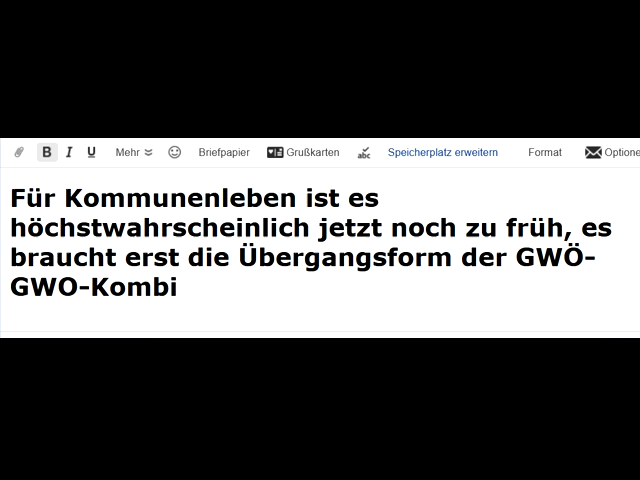 B I U Mehr Briefpapier Grußkarten abc Speicherplatz erweitern Format Optione
Für Kommunenleben ist es
höchstwahrscheinlich jetzt noch zu früh, es
braucht erst die Übergangsform der GWÖ-
GWO-Kombi